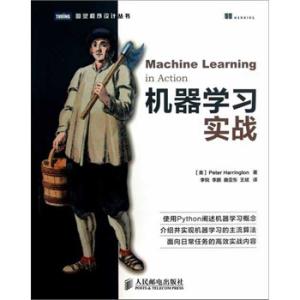 TURING 图灵程序设计丛书
MANNING
Machine Learning
in Action
机器学习
实战
[美] Peter Harrington 著
李锐 李鹏 曲亚东 王斌 译
使用Python阐述机器学习概念
介绍并实现机器学习的主流算法
面向日常任务的高效实战内容
人民邮电出版社